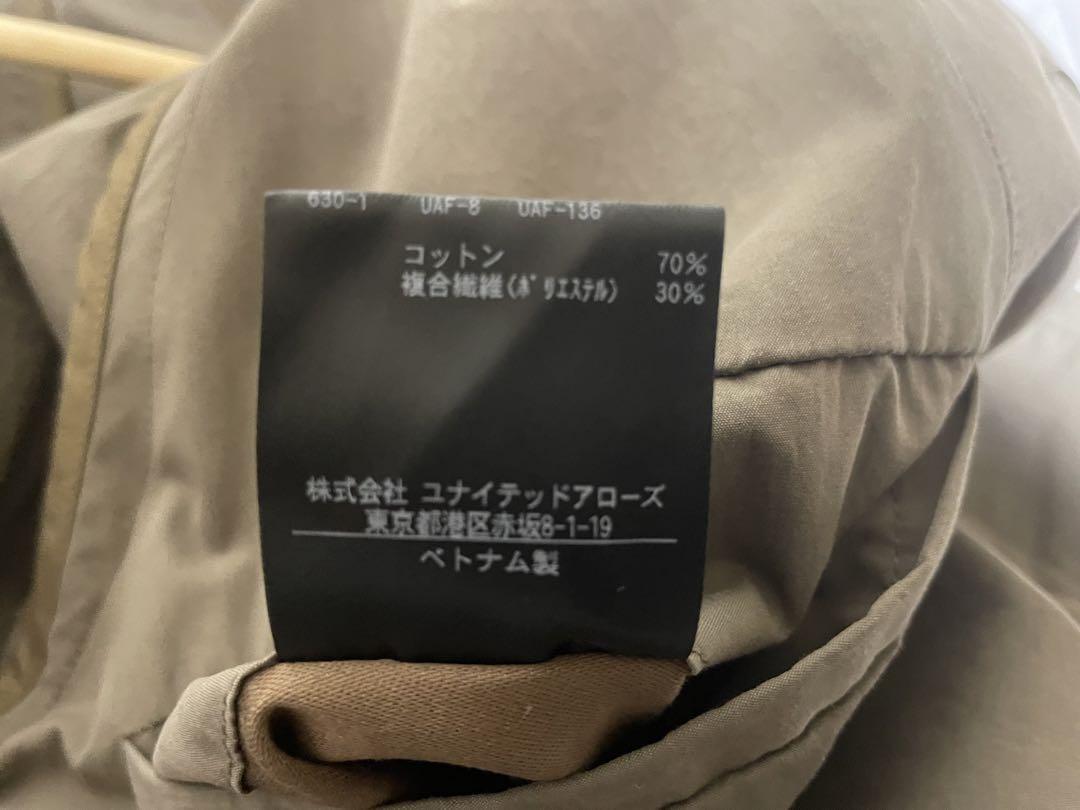 630-1 UAF-8 UAF-136
コットン 70%
複合繊維(ポリエステル) 30%
株式会社 ユナイテッドアローズ
東京都港区赤坂8-1-19
ベトナム製